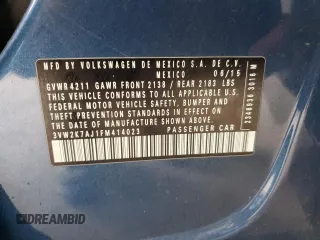 MFD BY VOLKSWAGEN DE MEXICO S.A. DE C.V.
MEXICO 06/15
GVWR 4211 GAWR FRONT 2138 / REAR 2183 LBS
THIS VEHICLE CONFORMS TO ALL APPLICABLE
FEDERAL MOTOR VEHICLE SAFETY, BUMPER AND
THEFT PREVENTION STANDARDS IN EFFECT ON
THE DATE OF MANUFACTURE SHOWN ABOVE
3VW2K7AJ1FM414023 PASSENGER CAR
DREAMBID